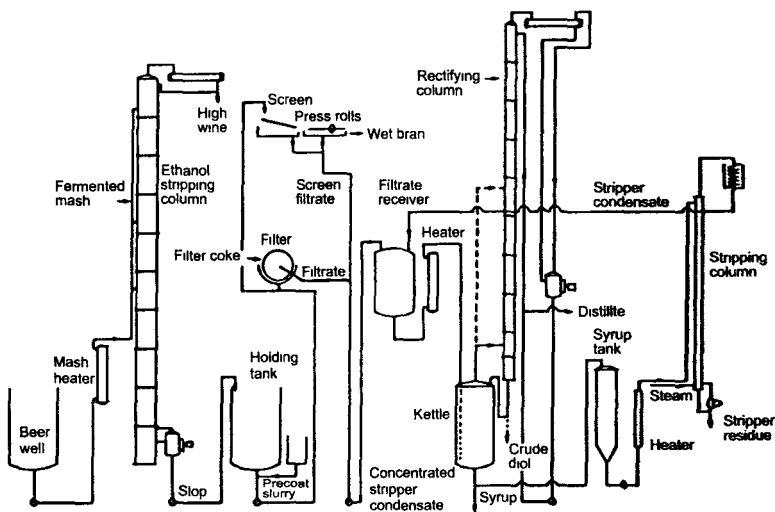 High
wine
Fermented
mash
Ethanol
stripping
column
Mash
heater
Beer
well
Slop
Screen
Press rolls
Wet bran
Screen
filtrate
Filter coke
Filter
Filtrate
Holding
tank
Precoat
slurry
Filtrate
receiver
Heater
Rectifying
column
Stripper
condensate
Stripping
column
Distillte
Syrup
tank
Kettle
Crude
diol
Concentrated
stripper
condensate
Syrup
Steam
Heater
Stripper
residue